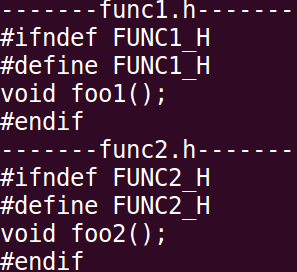 -------func1.h-------
#ifndef FUNC1_H
#define FUNC1_H
void foo1();
#endif
-------func2.h-------
#ifndef FUNC2_H
#define FUNC2_H
void foo2();
#endif